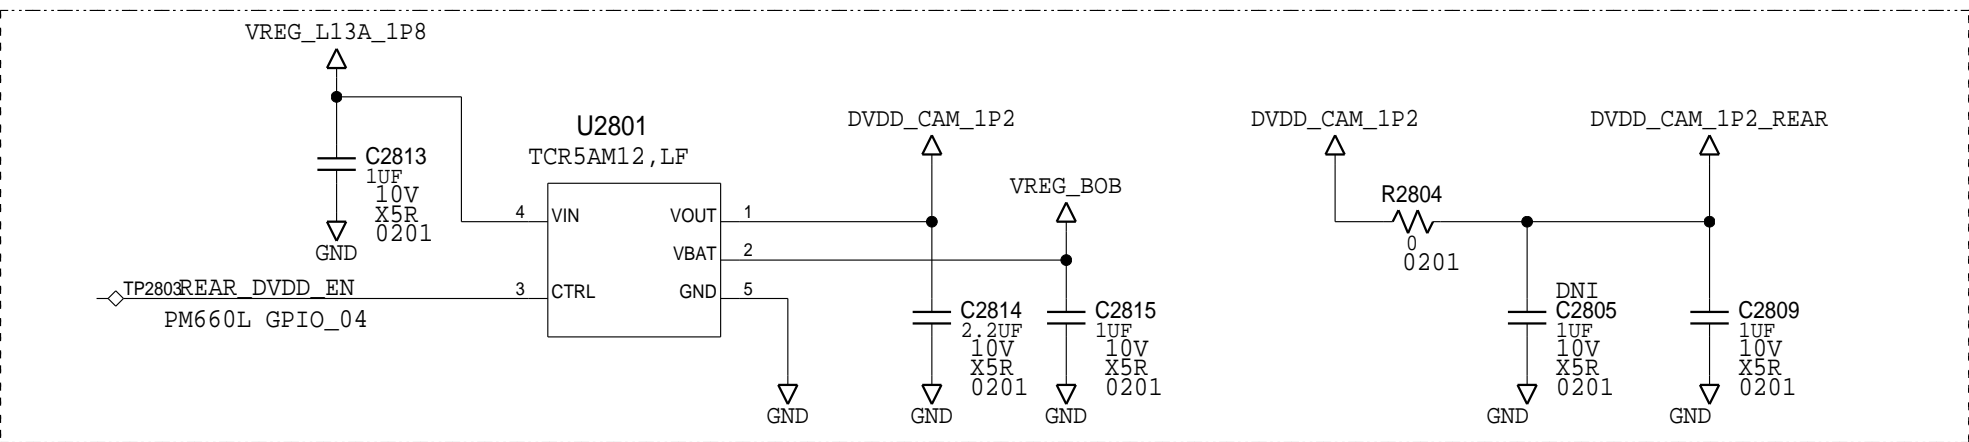 VREG_L13A_1P8
C2813
1UF
10V
X5R
0201
GND
TP2803
REAR_DVDD_EN
PM660L GPIO_04
U2801
TCR5AM12,LF
4
VIN
VOUT
1
VBAT
2
3
CTRL
GND
5
GND
DVDD_CAM_1P2
C2814
2.2UF
10V
X5R
0201
GND
VREG_BOB
C2815
1UF
10V
X5R
0201
GND
DVDD_CAM_1P2
R2804
0
0201
DNI
C2805
1UF
10V
X5R
0201
GND
DVDD_CAM_1P2_REAR
C2809
1UF
10V
X5R
0201
GND